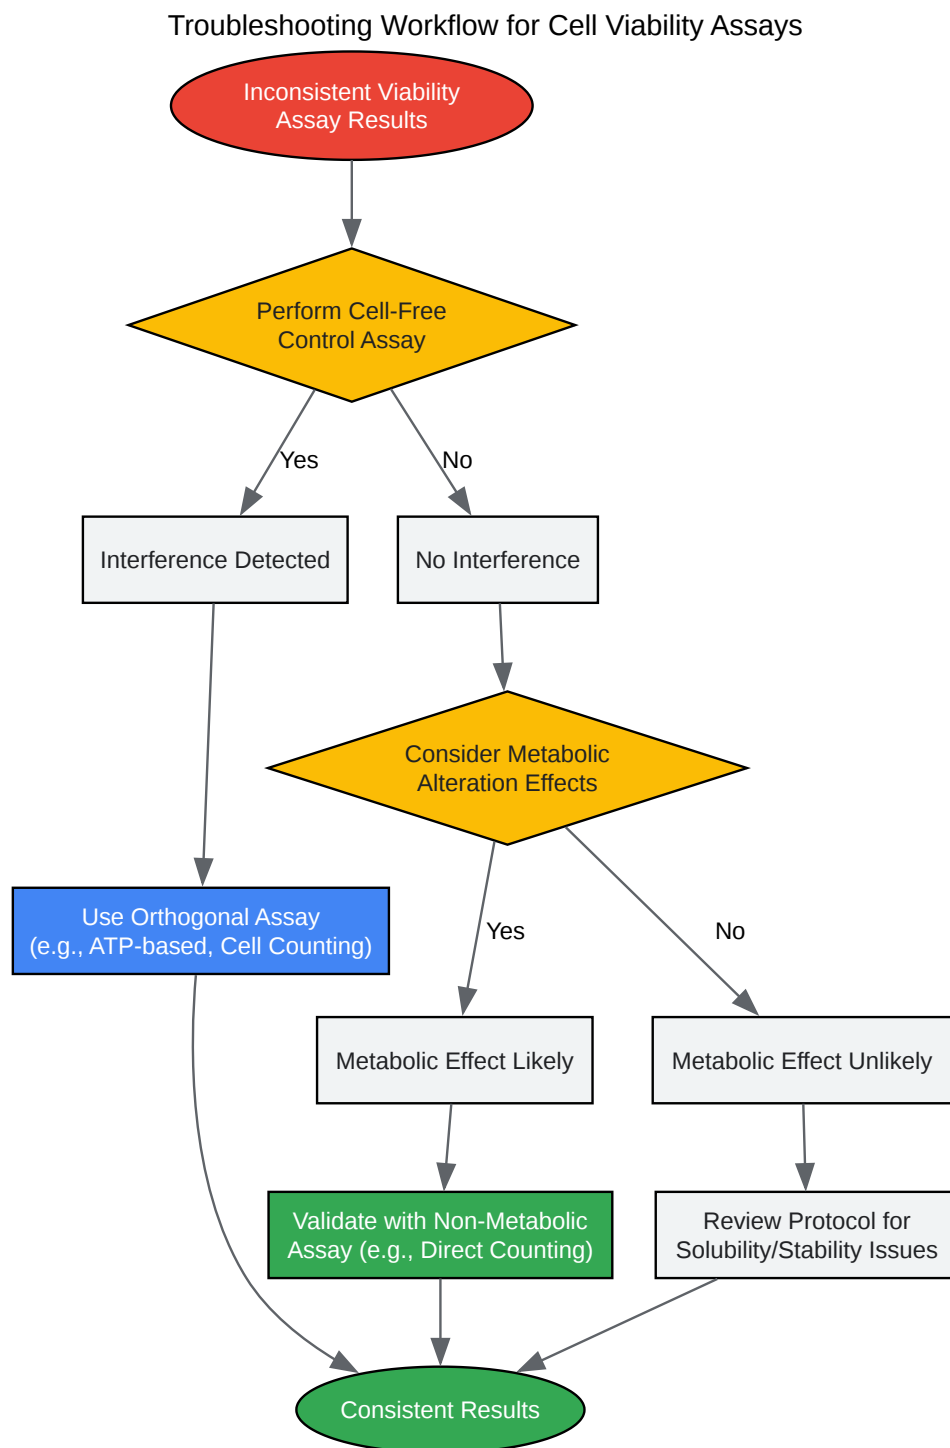 Troubleshooting Workflow for Cell Viability Assays
Inconsistent Viability
Assay Results
Perform Cell-Free
Control Assay
Yes
No
Interference Detected
No Interference
Consider Metabolic
Alteration Effects
Use Orthogonal Assay
(e.g., ATP-based, Cell Counting)
Yes
No
Metabolic Effect Likely
Metabolic Effect Unlikely
Validate with Non-Metabolic
Assay (e.g., Direct Counting)
Review Protocol for
Solubility/Stability Issues
Consistent Results